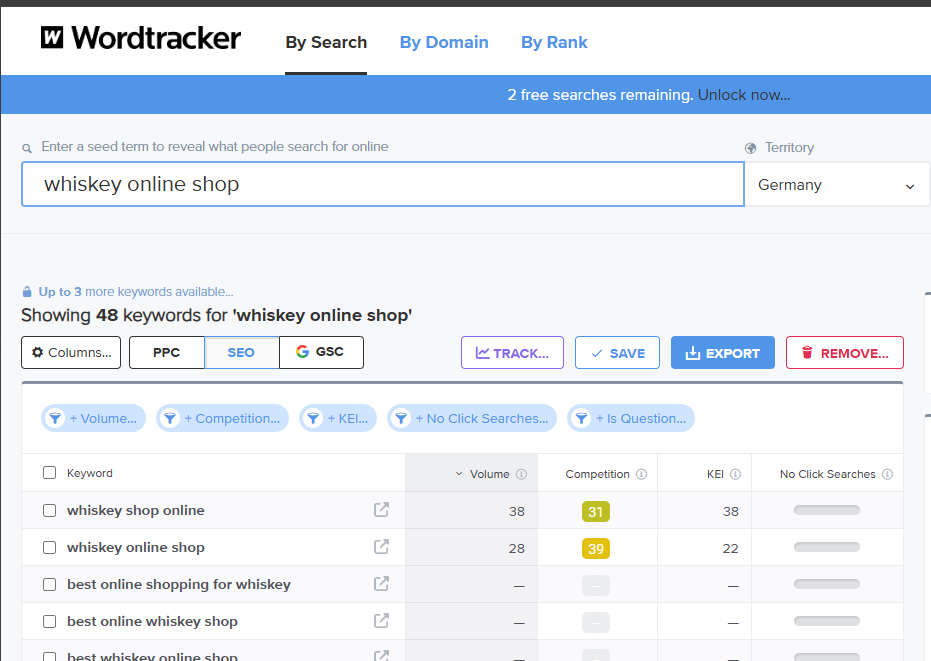 W Wordtracker By Search By Domain By Rank
2 free searches remaining. Unlock now...
Enter a seed term to reveal what people search for online Territory
whiskey online shop Germany
Up to 3 more keywords available...
Showing 48 keywords for 'whiskey online shop'
Columns... PPC SEO G GSC TRACK... SAVE EXPORT REMOVE...
+ Volume... + Competition... + KEI... + No Click Searches... + Is Question...
Keyword Volume Competition KEI No Click Searches
whiskey shop online 38 31 38
whiskey online shop 28 39 22
best online shopping for whiskey — – —
best online whiskey shop — – —
best whiskey online shop — – —